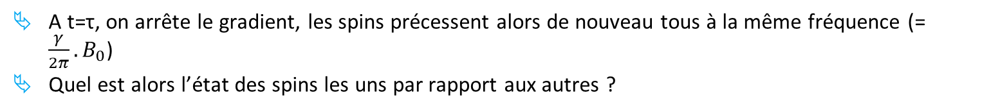 A t=τ, on arrête le gradient, les spins précessent alors de nouveau tous à la même fréquence (=
γ/2π . B₀)
Quel est alors l’état des spins les uns par rapport aux autres ?